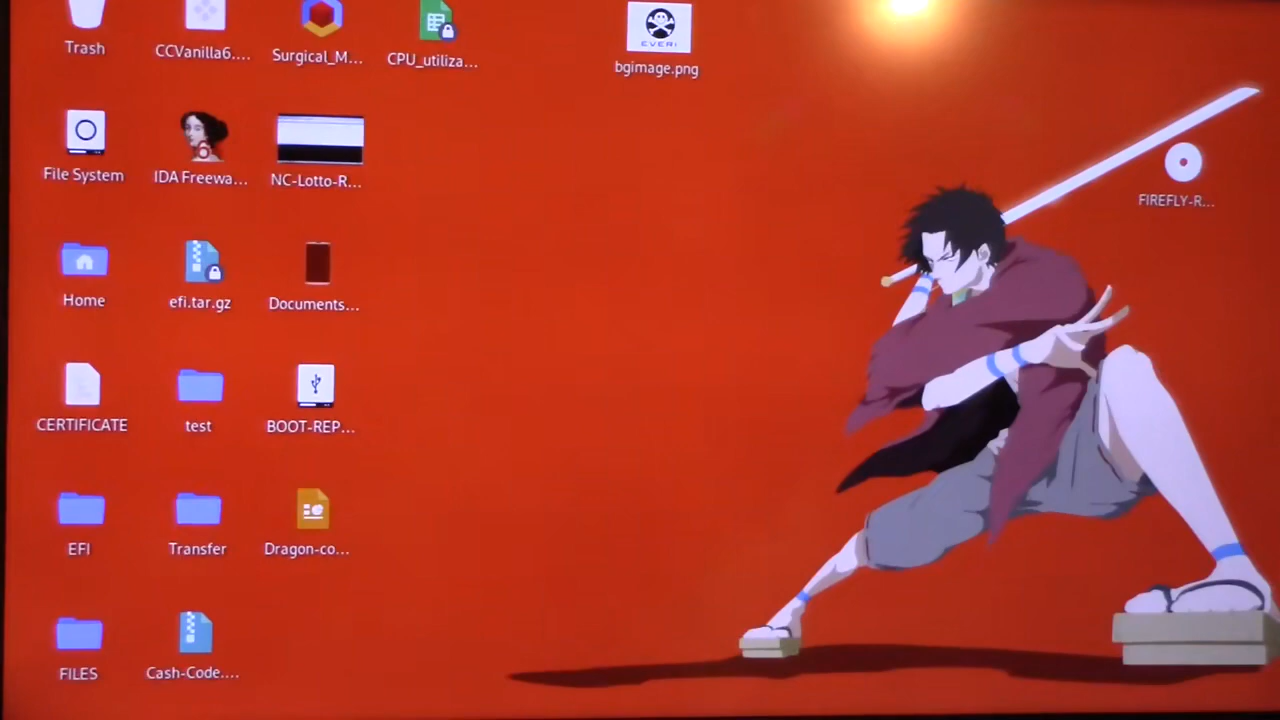 Trash
CCVanilla6....
Surgical_M...
CPU_utiliza...
EVERI
bgimage.png
File System
IDA Freewa...
NC-Lotto-R...
FIREFLY-R...
Home
efi.tar.gz
Documents...
CERTIFICATE
test
BOOT-REP...
EFI
Transfer
Dragon-co...
FILES
Cash-Code....